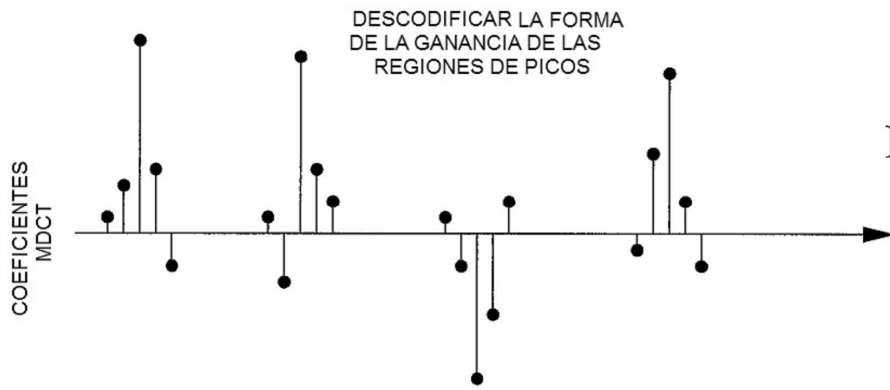 DESCODIFICAR LA FORMA
DE LA GANANCIA DE LAS
REGIONES DE PICOS
COEFICIENTES
MDCT